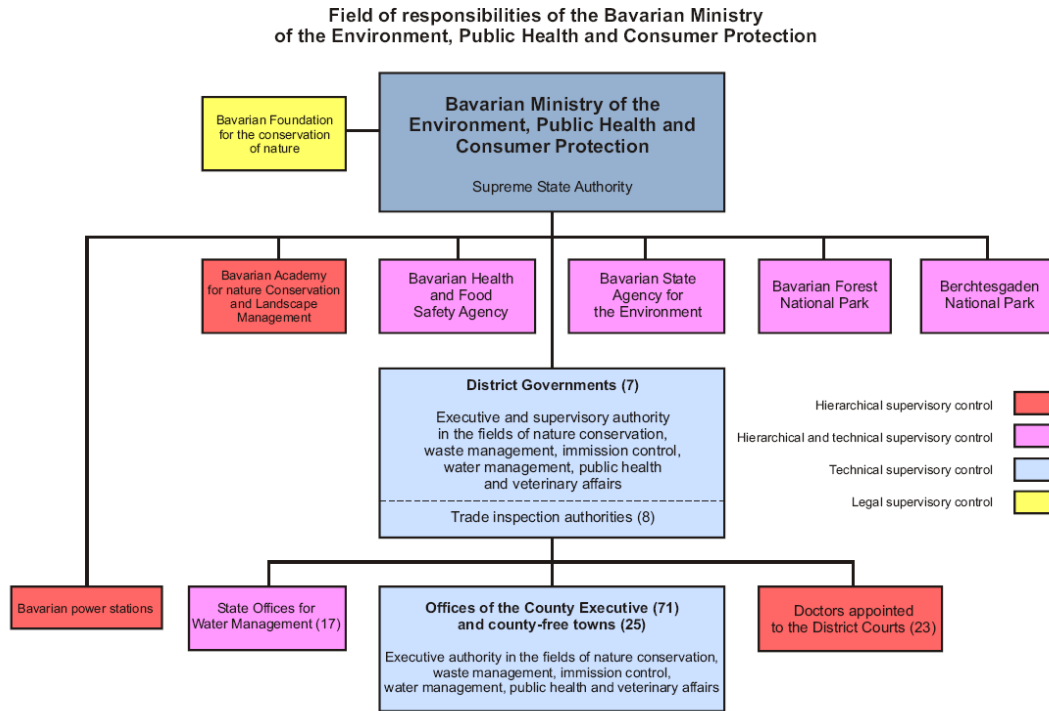 Field of responsibilities of the Bavarian Ministry
of the Environment, Public Health and Consumer Protection
Bavarian Foundation
for the conservation
of nature
Bavarian Ministry of the
Environment, Public Health and
Consumer Protection
Supreme State Authority
Bavarian Academy
for nature Conservation
and Landscape
Management
Bavarian Health
and Food
Safety Agency
Bavarian State
Agency for
the Environment
Bavarian Forest
National Park
Berchtesgaden
National Park
District Governments (7)
Executive and supervisory authority
in the fields of nature conservation,
waste management, immission control,
water management, public health
and veterinary affairs
Trade inspection authorities (8)
Hierarchical supervisory control
Hierarchical and technical supervisory control
Technical supervisory control
Legal supervisory control
Bavarian power stations
State Offices for
Water Management (17)
Offices of the County Executive (71)
and county-free towns (25)
Executive authority in the fields of nature conservation,
waste management, immission control,
water management, public health and veterinary affairs
Doctors appointed
to the District Courts (23)